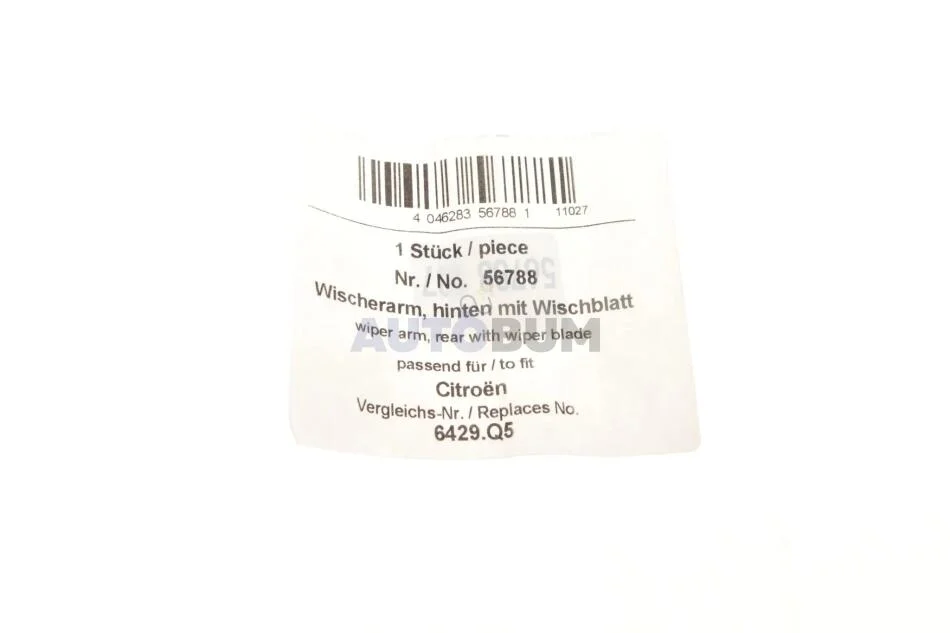 4 046283 56788 1 11027
1 Stück / piece
Nr. / No. 56788
Wischerarm, hinten mit Wischblatt
wiper arm, rear with wiper blade
AUTOBUM
passend für / to fit
Citroën
Vergleichs-Nr. / Replaces No.
6429.Q5